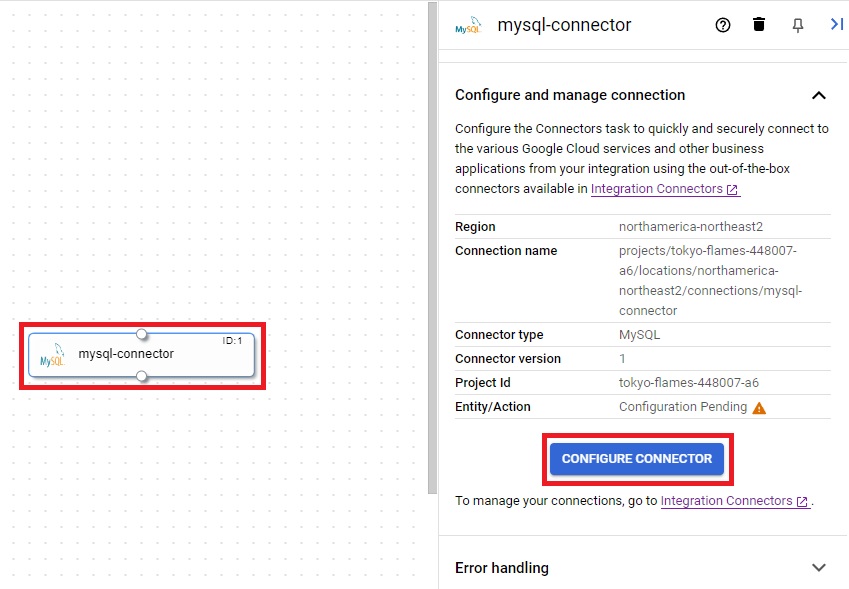 MySQL mysql-connector
Configure and manage connection
Configure the Connectors task to quickly and securely connect to
the various Google Cloud services and other business
applications from your integration using the out-of-the-box
connectors available in Integration Connectors
Region northamerica-northeast2
Connection name projects/tokyo-flames-448007-
a6/locations/northamerica-
northeast2/connections/mysql-
connector
ID:1
MySQL mysql-connector
Connector type MySQL
Connector version 1
Project Id tokyo-flames-448007-a6
Entity/Action Configuration Pending
CONFIGURE CONNECTOR
To manage your connections, go to Integration Connectors .
Error handling